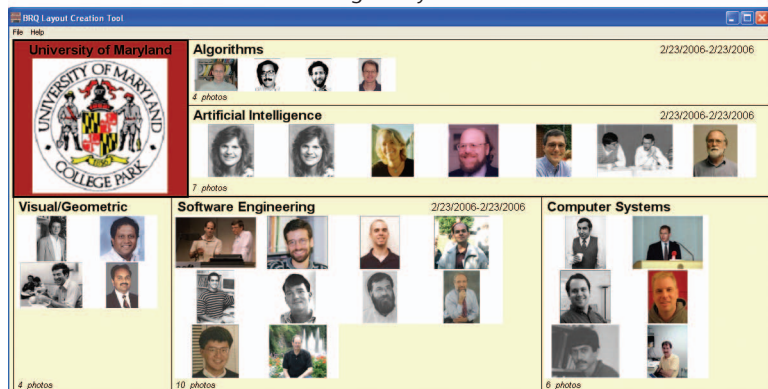 BRQ Layout Creation Tool
File Help
University of Maryland
UNIVERSITY OF MARYLAND
COLLEGE PARK
Algorithms 2/23/2006-2/23/2006
4 photos
Artificial Intelligence 2/23/2006-2/23/2006
7 photos
Visual/Geometric
4 photos
Software Engineering 2/23/2006-2/23/2006
10 photos
Computer Systems
6 photos